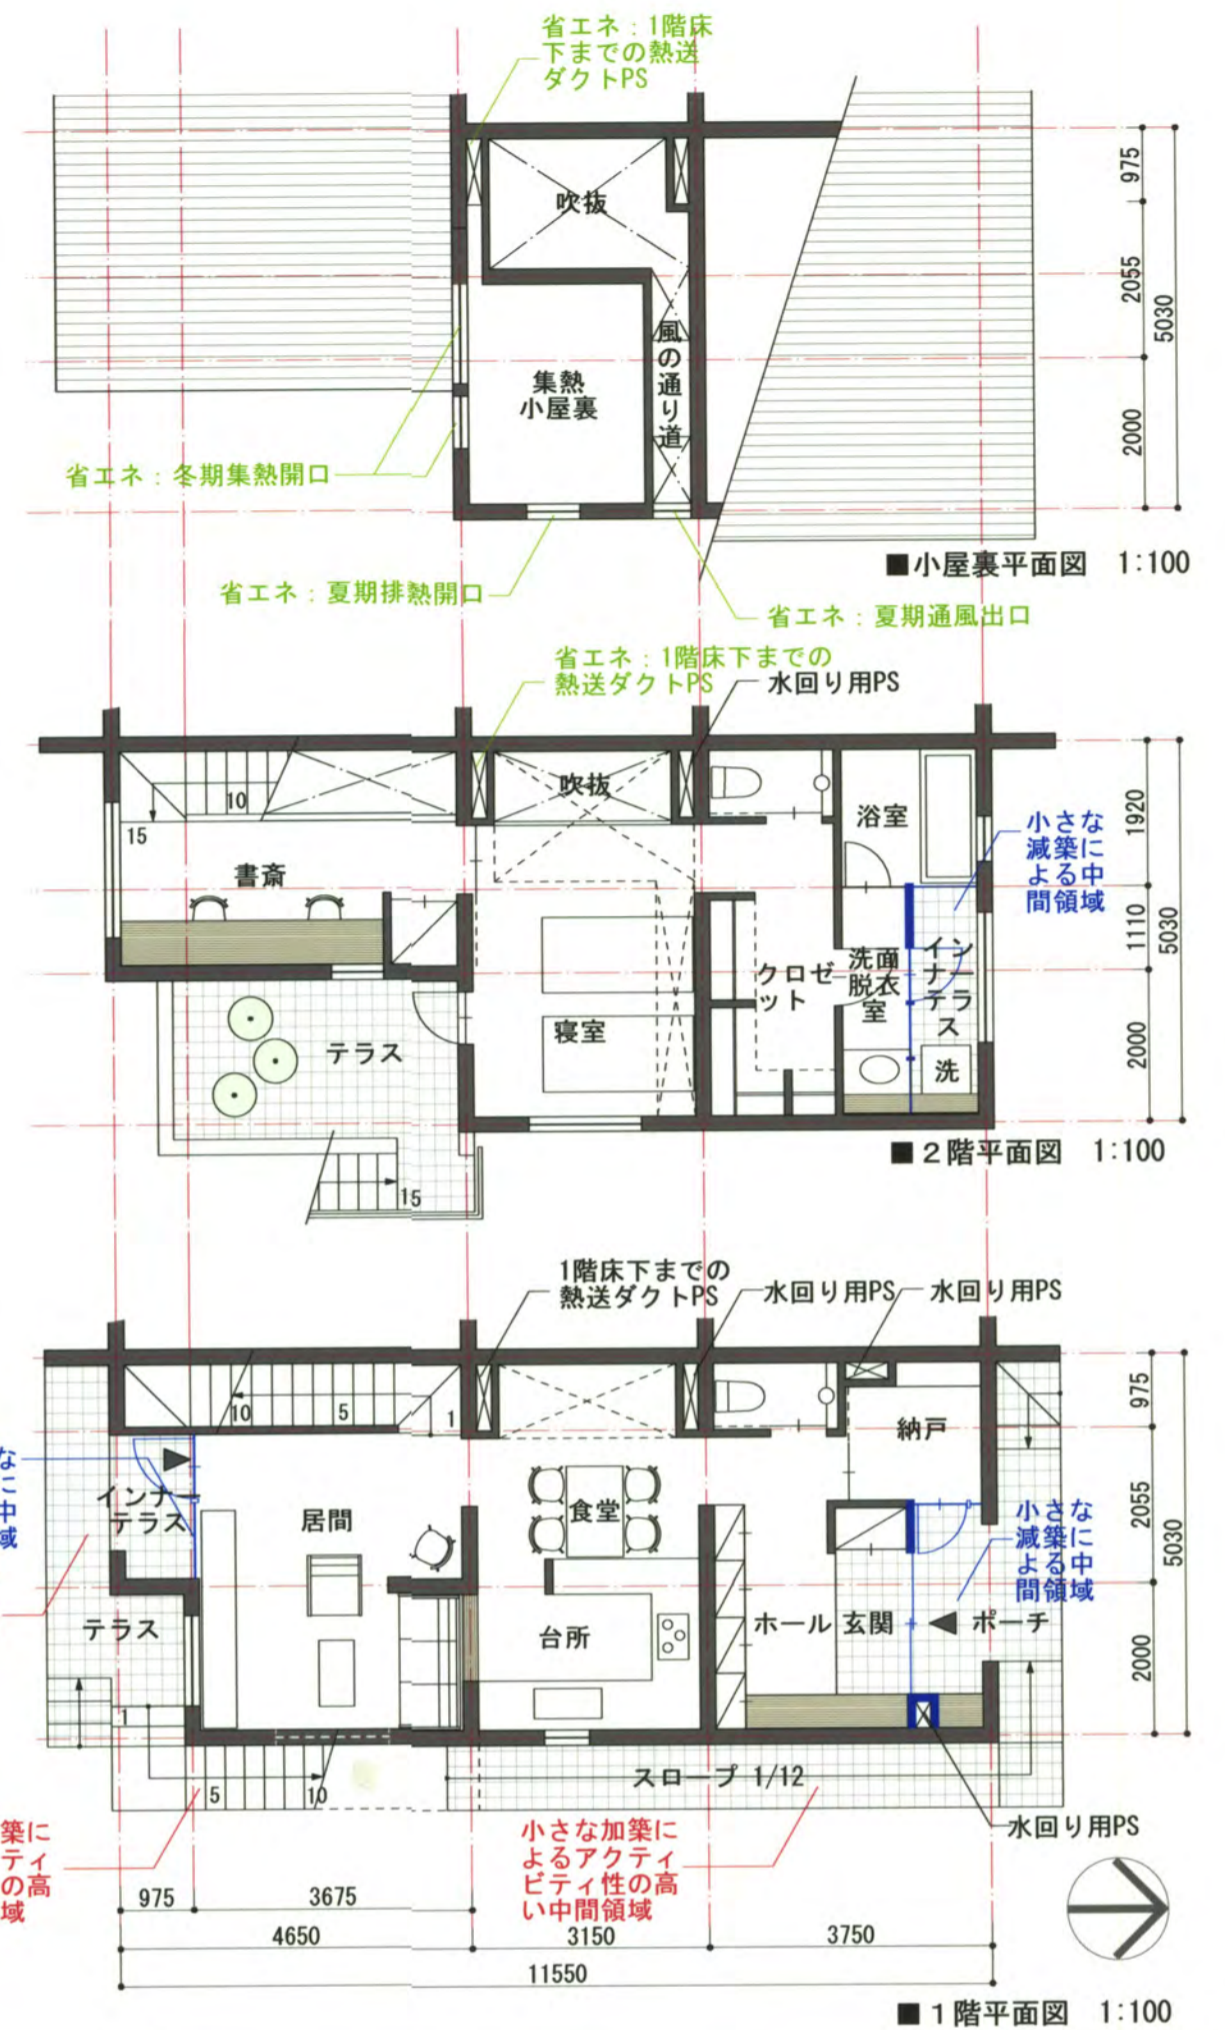 省エネ：1階床
下までの熱送
ダクトPS
吹抜
975
2055
5030
2000
風の通り道
集熱
小屋裏
省エネ：冬期集熱開口
■小屋裏平面図 1:100
省エネ：夏期排熱開口
省エネ：夏期通風出口
省エネ：1階床下までの
熱送ダクトPS
水回り用PS
吹抜
10
15
書斎
浴室
小さな
減築に
よる中
間領域
1920
1110
5030
2000
クロゼ
ット
洗面
脱衣
室
インナーテラス
テラス
寝室
洗
15
■２階平面図 1:100
1階床下までの
熱送ダクトPS
水回り用PS
水回り用PS
10
5
1
納戸
975
2055
5030
2000
な
に
中
域
インナー
テラス
居間
食堂
小さな
減築に
よる中
間領域
テラス
台所
ホール
玄関
ポーチ
1
5
10
スロープ 1/12
築に
ティ
の高
域
小さな加築に
よるアクティ
ビティ性の高
い中間領域
水回り用PS
975
3675
4650
3150
3750
11550
■１階平面図 1:100